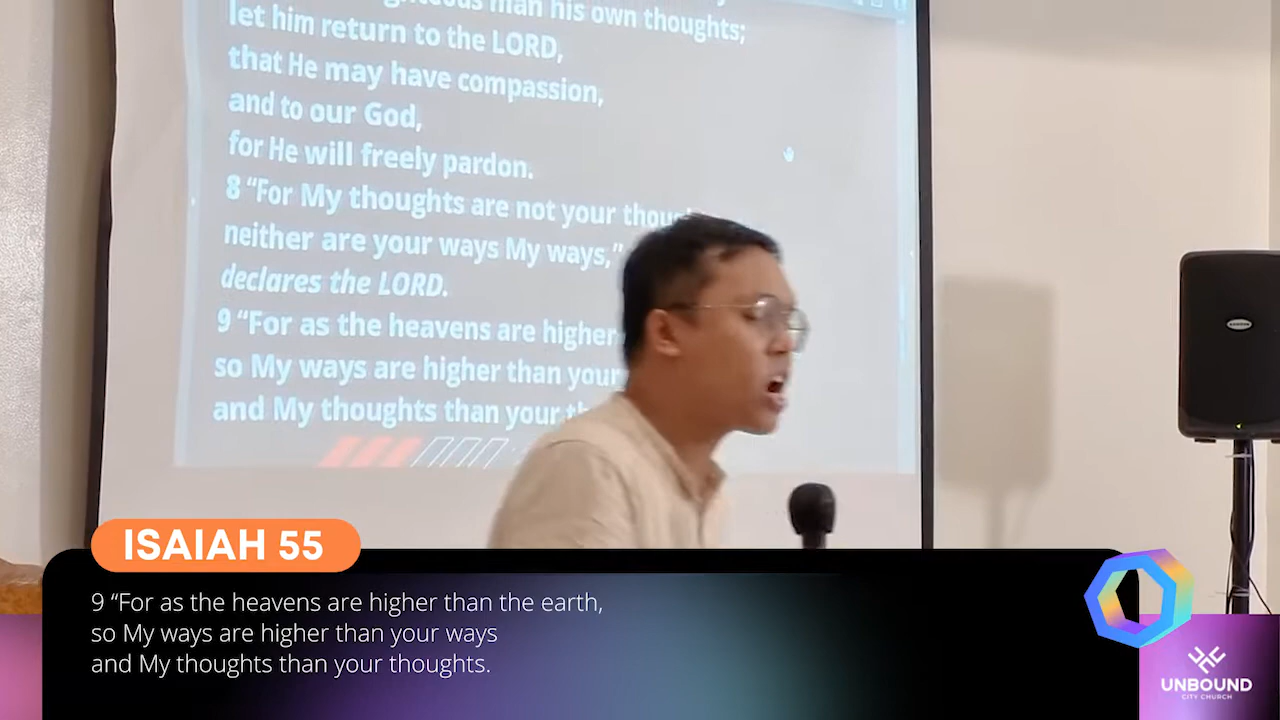 man his own thoughts;
let him return to the LORD,
that He may have compassion,
and to our God,
for He will freely pardon.
8 “For My thoughts are not your
neither are your ways My ways,”
declares the LORD.
9 “For as the heavens are higher
so My ways are higher than your
and My thoughts than your
ISAIAH 55
9 “For as the heavens are higher than the earth,
so My ways are higher than your ways
and My thoughts than your thoughts.
UNBOUND
CITY CHURCH